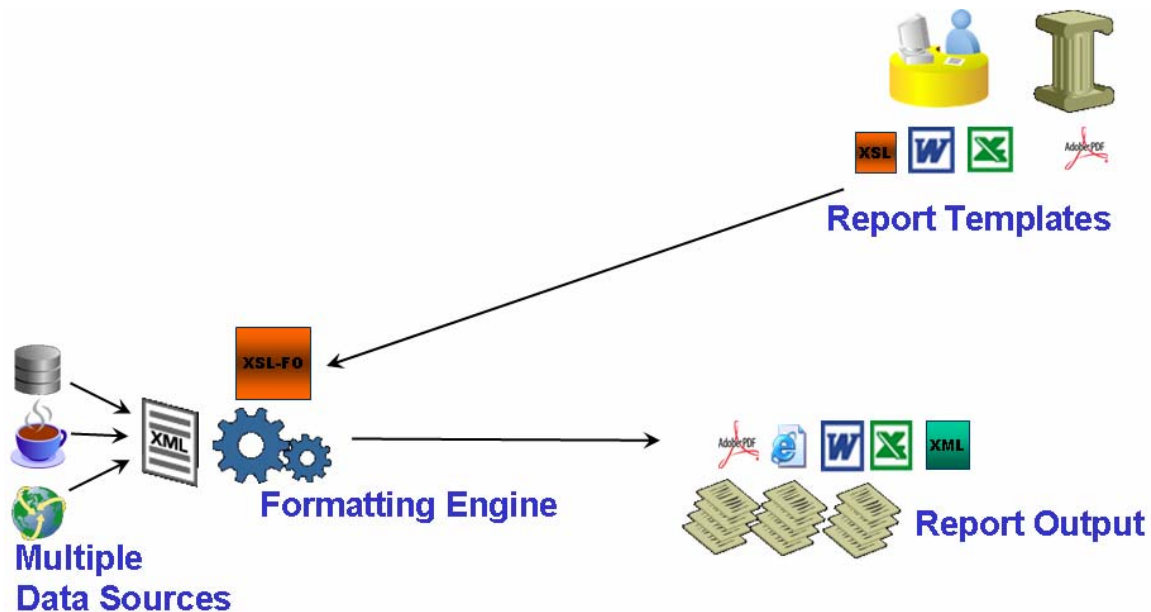 XSL
W
X
Adobe PDF
Report Templates
XSL-FO
XML
Formatting Engine
Adobe PDF
e
W
X
XML
Report Output
Multiple
Data Sources